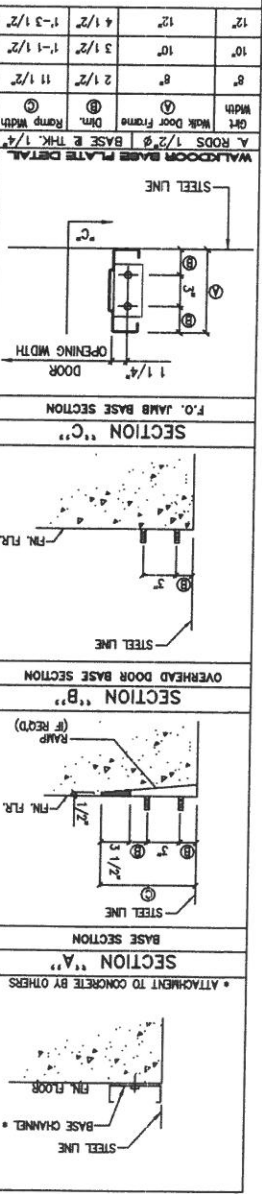 STEEL LINE
BASE CHANNEL *
FIN. FLOOR
* ATTACHMENT TO CONCRETE BY OTHERS
SECTION "A"
BASE SECTION
STEEL LINE
C
B 3" B 3 1/2"
1/2"
FIN. FLR.
RAMP
(IF REQ'D)
SECTION "B"
OVERHEAD DOOR BASE SECTION
STEEL LINE
B 3"
FIN. FLR.
SECTION "C"
F.O. JAMB BASE SECTION
1 1/4"
DOOR
OPENING WIDTH
A
B 3" B
"C"
STEEL LINE
WALKDOOR BASE PLATE DETAIL
A. RODS 1/2"Ø BASE PL THK. 1/4"
Girt Width Walk Door Frame A Dim. B Ramp Width C
8" 8" 2 1/2" 11 1/2"
10" 10" 3 1/2" 1'-1 1/2"
12" 12" 4 1/2" 1'-3 1/2"